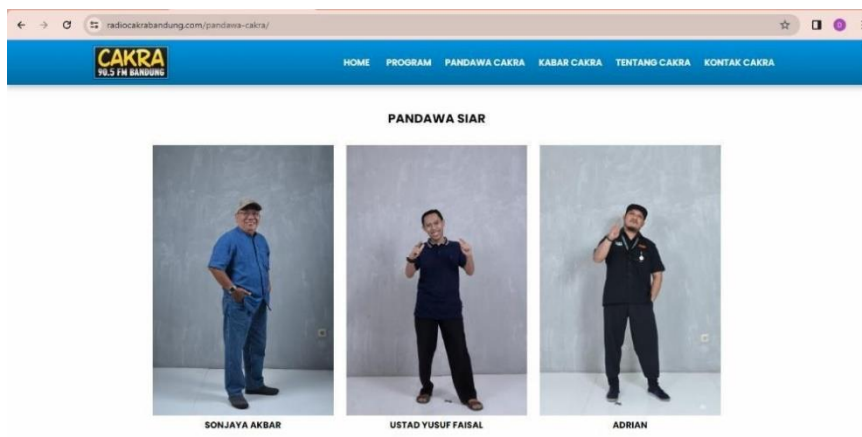 radiocakrabandung.com/pandawa-cakra/
CAKRA
90.5 FM BANDUNG
HOME PROGRAM PANDAWA CAKRA KABAR CAKRA TENTANG CAKRA KONTAK CAKRA
PANDAWA SIAR
SONJAYA AKBAR USTAD YUSUF FAISAL ADRIAN